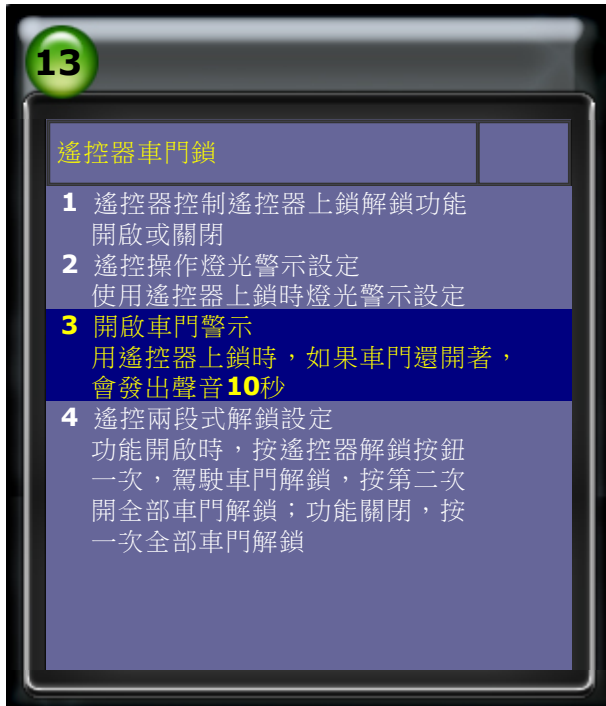 13
遙控器車門鎖
1 遙控器控制遙控器上鎖解鎖功能
開啟或關閉
2 遙控操作燈光警示設定
使用遙控器上鎖時燈光警示設定
3 開啟車門警示
用遙控器上鎖時，如果車門還開著，
會發出聲音10秒
4 遙控兩段式解鎖設定
功能開啟時，按遙控器解鎖按鈕
一次，駕駛車門解鎖，按第二次
開全部車門解鎖；功能關閉，按
一次全部車門解鎖